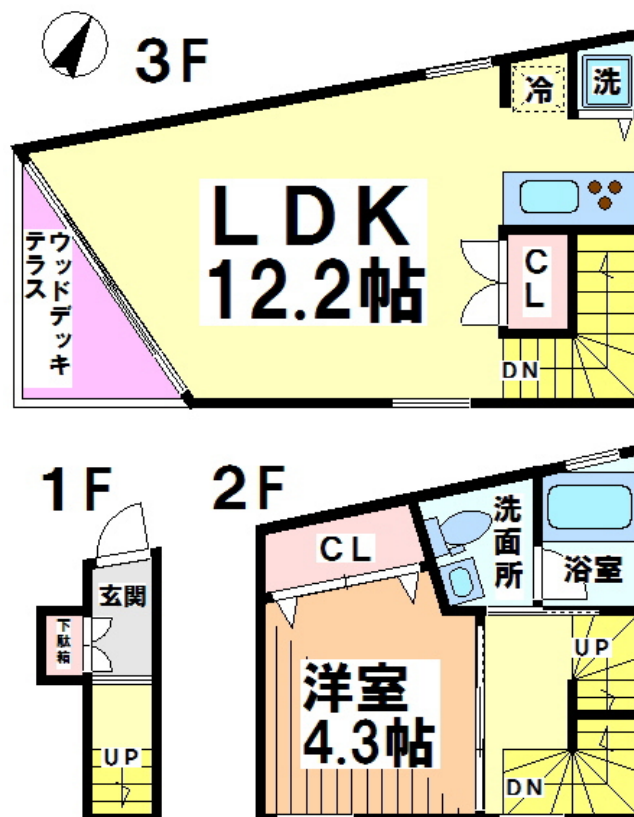 3F
冷
洗
LDK
12.2帖
ウッドデッキ
テラス
CL
DN
1F
2F
玄関
下駄箱
UP
CL
洗面所
浴室
洋室
4.3帖
UP
DN